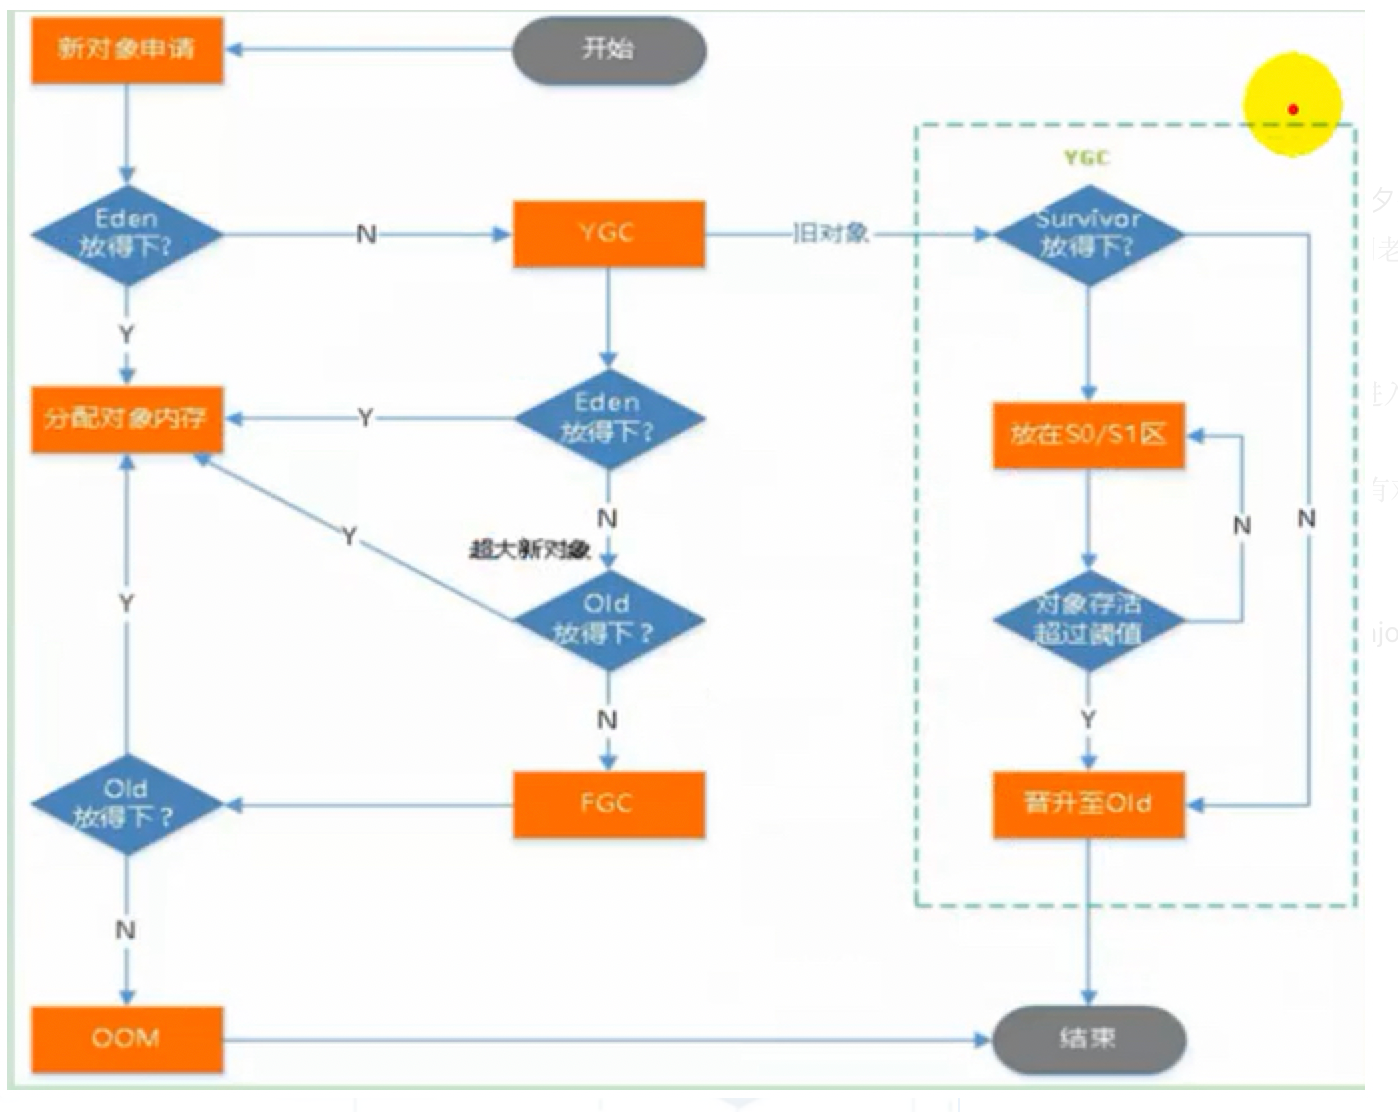 新对象申请
开始
YGC
Eden
放得下?
N
YGC
旧对象
Survivor
放得下?
Y
分配对象内存
Y
Eden
放得下?
放在S0/S1区
N
N
N
超大新对象
Y
Y
Old
放得下？
对象存活
超过阈值
N
Y
Old
放得下？
FGC
晋升至Old
N
OOM
结束